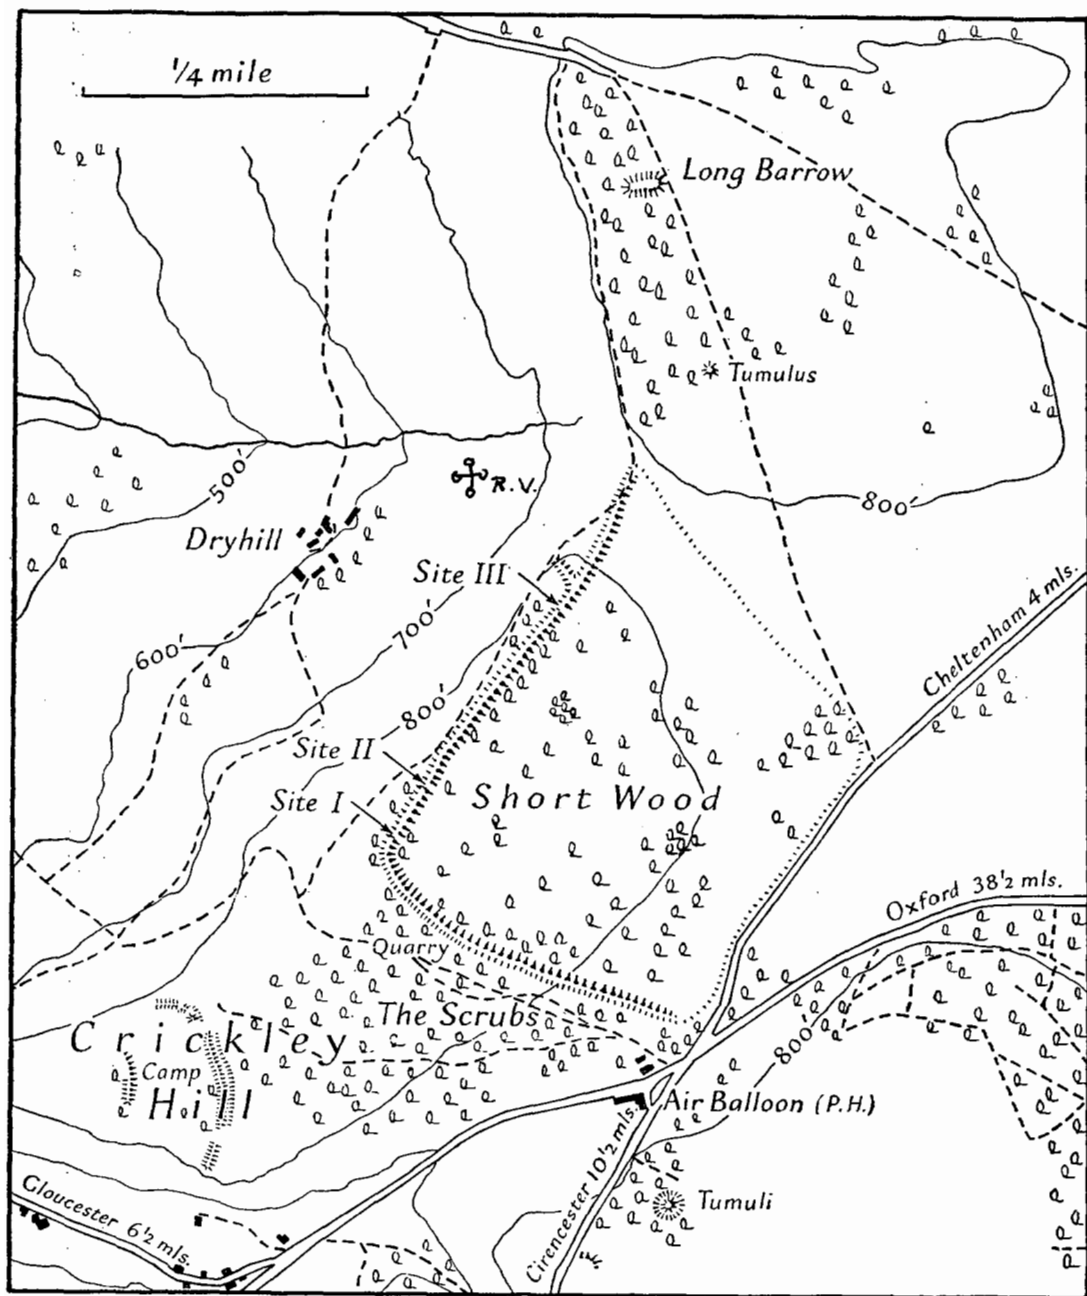 1/4 mile
Long Barrow
Tumulus
R.V.
500'
800'
Dryhill
Site III
Cheltenham 4 mls.
700'
600'
800'
Site II
Short Wood
Site I
Oxford 38½ mls.
Quarry
The Scrubs
800'
Crickley
Camp
Hill
Air Balloon (P.H.)
Cirencester 10½ mls.
Gloucester 6½ mls.
Tumuli